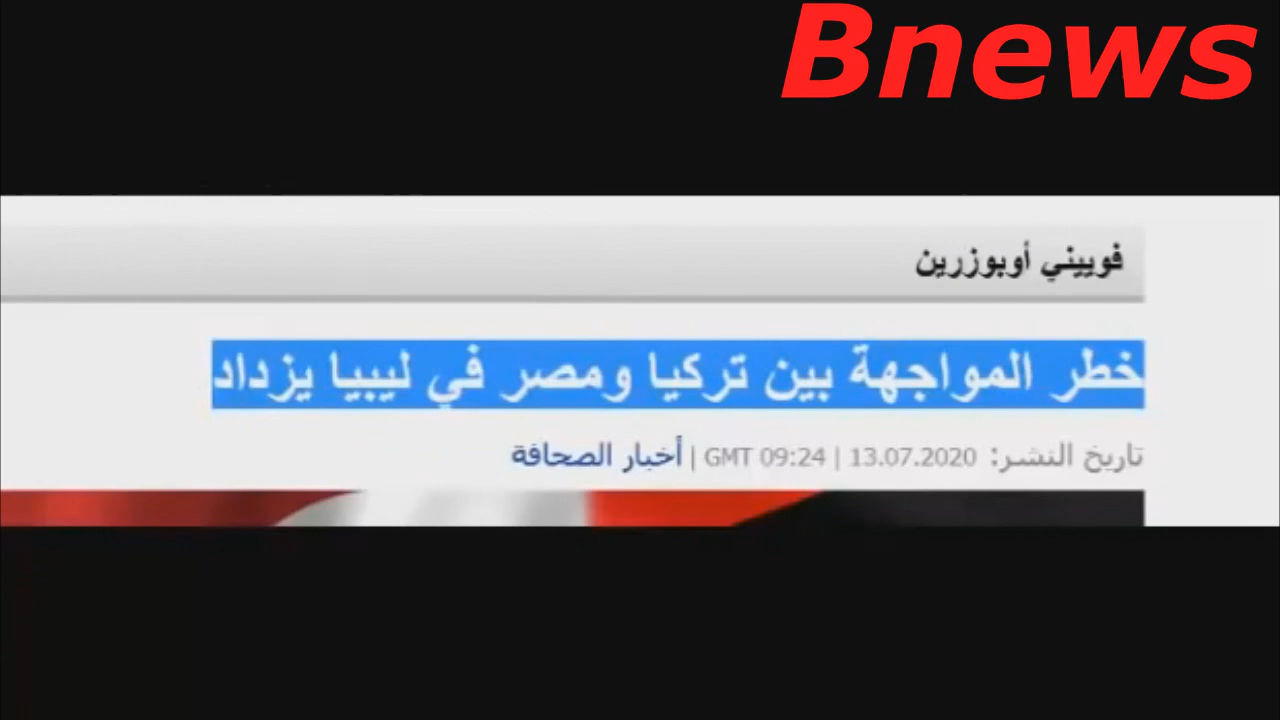 Bnews
فوييني أوبوزرين
خطر المواجهة بين تركيا ومصر في ليبيا يزداد
تاريخ النشر: 13.07.2020 | 09:24 GMT | أخبار الصحافة